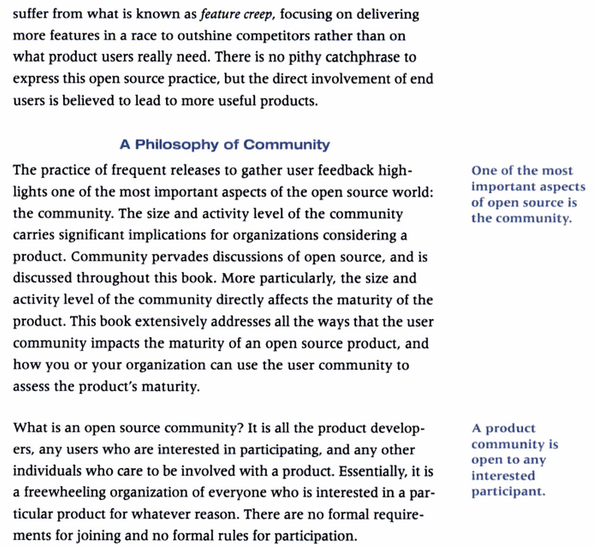 suffer from what is known as feature creep, focusing on delivering
more features in a race to outshine competitors rather than on
what product users really need. There is no pithy catchphrase to
express this open source practice, but the direct involvement of end
users is believed to lead to more useful products.
A Philosophy of Community
The practice of frequent releases to gather user feedback high-
lights one of the most important aspects of the open source world:
the community. The size and activity level of the community
carries significant implications for organizations considering a
product. Community pervades discussions of open source, and is
discussed throughout this book. More particularly, the size and
activity level of the community directly affects the maturity of the
product. This book extensively addresses all the ways that the user
community impacts the maturity of an open source product, and
how you or your organization can use the user community to
assess the product's maturity.
One of the most
important aspects
of open source is
the community.
What is an open source community? It is all the product develop-
ers, any users who are interested in participating, and any other
individuals who care to be involved with a product. Essentially, it is
a freewheeling organization of everyone who is interested in a par-
ticular product for whatever reason. There are no formal require-
ments for joining and no formal rules for participation.
A product
community is
open to any
interested
participant.